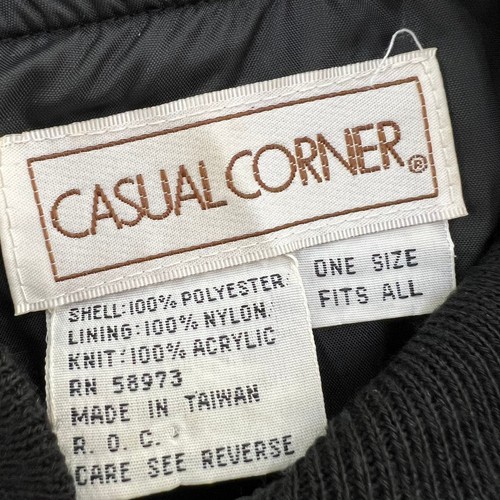 CASUAL CORNER®
SHELL:100% POLYESTER
LINING:100% NYLON
KNIT:100% ACRYLIC
RN 58973
MADE IN TAIWAN
R. O. C.
CARE SEE REVERSE
ONE SIZE
FITS ALL